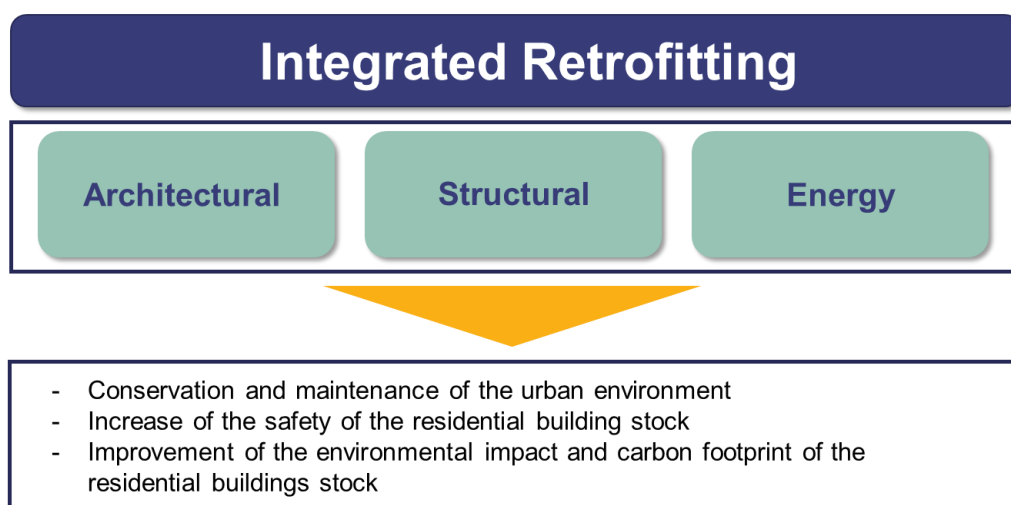 Integrated Retrofitting
Architectural
Structural
Energy
- Conservation and maintenance of the urban environment
- Increase of the safety of the residential building stock
- Improvement of the environmental impact and carbon footprint of the
residential buildings stock